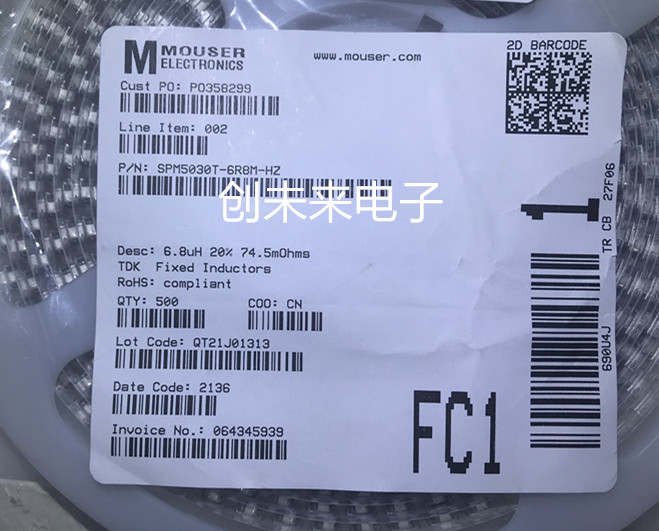 MOUSER
ELECTRONICS
www.mouser.com
2D BARCODE
Cust PO: PO358299
Line Item: 002
P/N: SPM5030T-6R8M-HZ
创未来电子
Desc: 6.8uH 20% 74.5mOhms
TDK Fixed Inductors
RoHS: compliant
QTY: 500 COO: CN
Lot Code: QT21J01313
Date Code: 2136
Invoice No.: 064345939
FC1
1
TR CB 27F06
690U4J